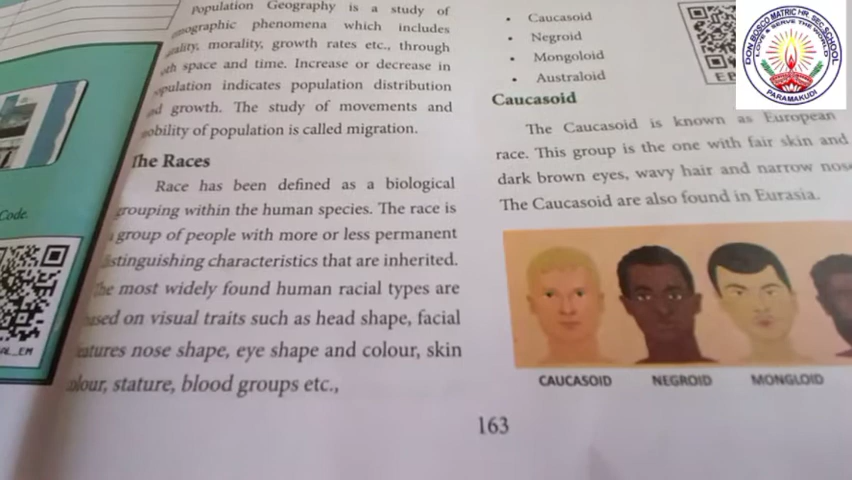 Population Geography is a study of
phenomena which includes
morality, growth rates etc., through
space and time. Increase or decrease in
population indicates population distribution
growth. The study of movements and
mobility of population is called migration.
The Races
Race has been defined as a biological
grouping within the human species. The race is
a group of people with more or less permanent
distinguishing characteristics that are inherited.
The most widely found human racial types are
based on visual traits such as head shape, facial
features nose shape, eye shape and colour, skin
colour, stature, blood groups etc.,
Code.
• Caucasoid
• Negroid
• Mongoloid
• Australoid
Caucasoid
The Caucasoid is known as European
race. This group is the one with fair skin and
dark brown eyes, wavy hair and narrow nose
The Caucasoid are also found in Eurasia.
CAUCASOID NEGROID MONGLOID
163
DON BOSCO MATRIC HR SEC SCHOOL
LOVE & SERVE THE WORLD
PARAMAKUDI